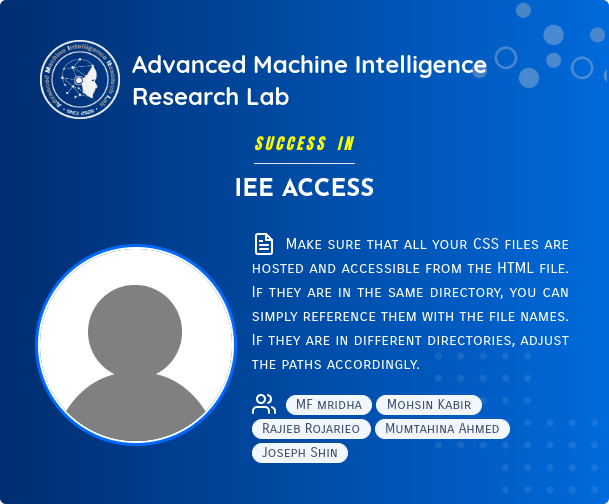 Advanced Machine Intelligence
Research Lab
SUCCESS IN
IEE ACCESS
Make sure that all your CSS files are
hosted and accessible from the HTML file.
If they are in the same directory, you can
simply reference them with the file names.
If they are in different directories, adjust
the paths accordingly.
MF mridha Mohsin Kabir
Rajieb Rojarieo Mumtahina Ahmed
Joseph Shin